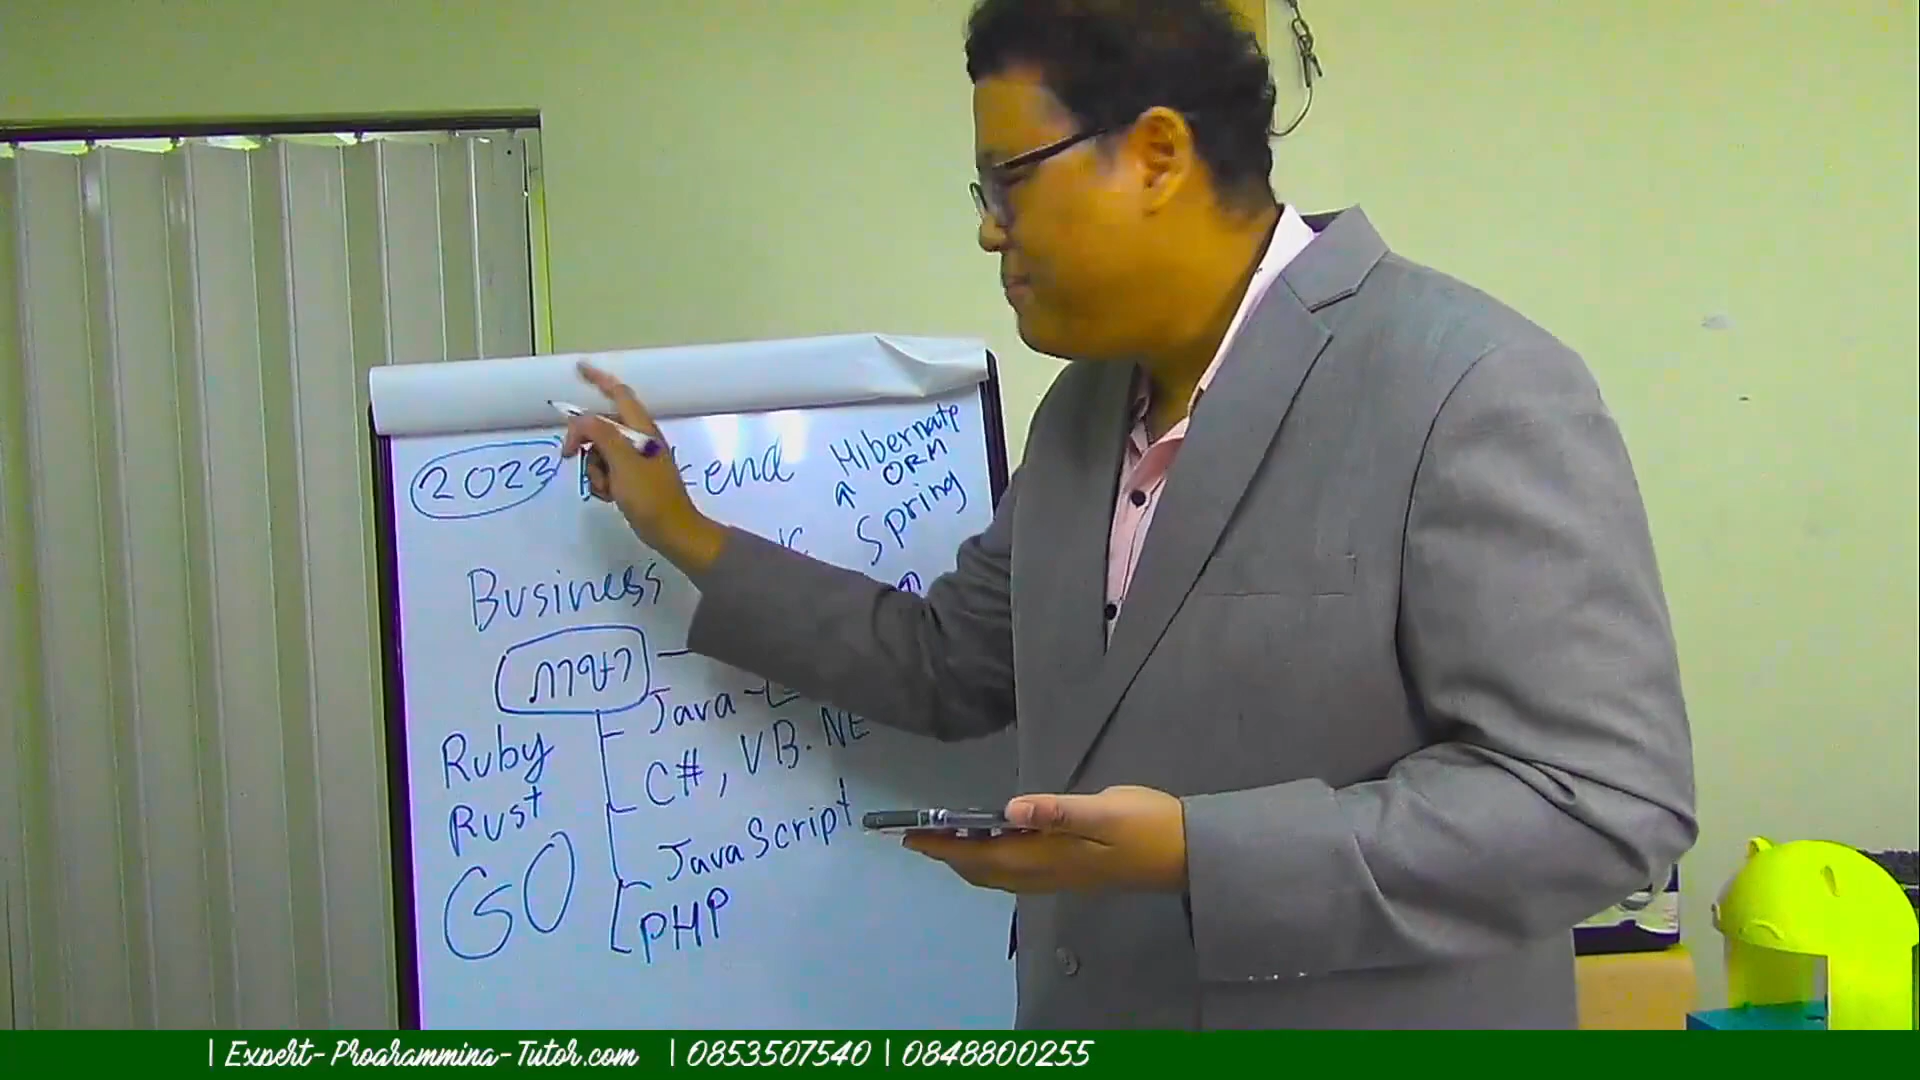 2023
end
Hibernate
ORM
Spring
Business
ภาษา
Java
C#, VB.NE
JavaScript
PHP
Ruby
Rust
GO
| Expert-Programming-Tutor.com | 0853507540 | 0848800255